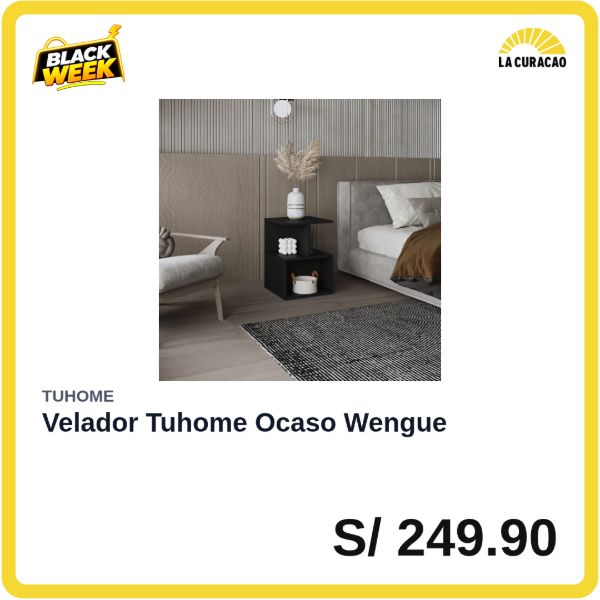 BLACK
WEEK
LA CURACAO
TUHOME
Velador Tuhome Ocaso Wengue
S/ 249.90